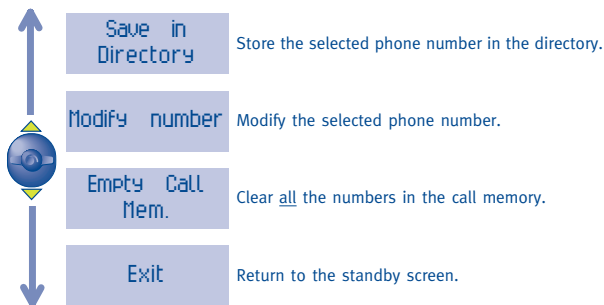 Save in
Directory
Store the selected phone number in the directory.
Modify number
Modify the selected phone number.
Empty Call
Mem.
Clear all the numbers in the call memory.
Exit
Return to the standby screen.